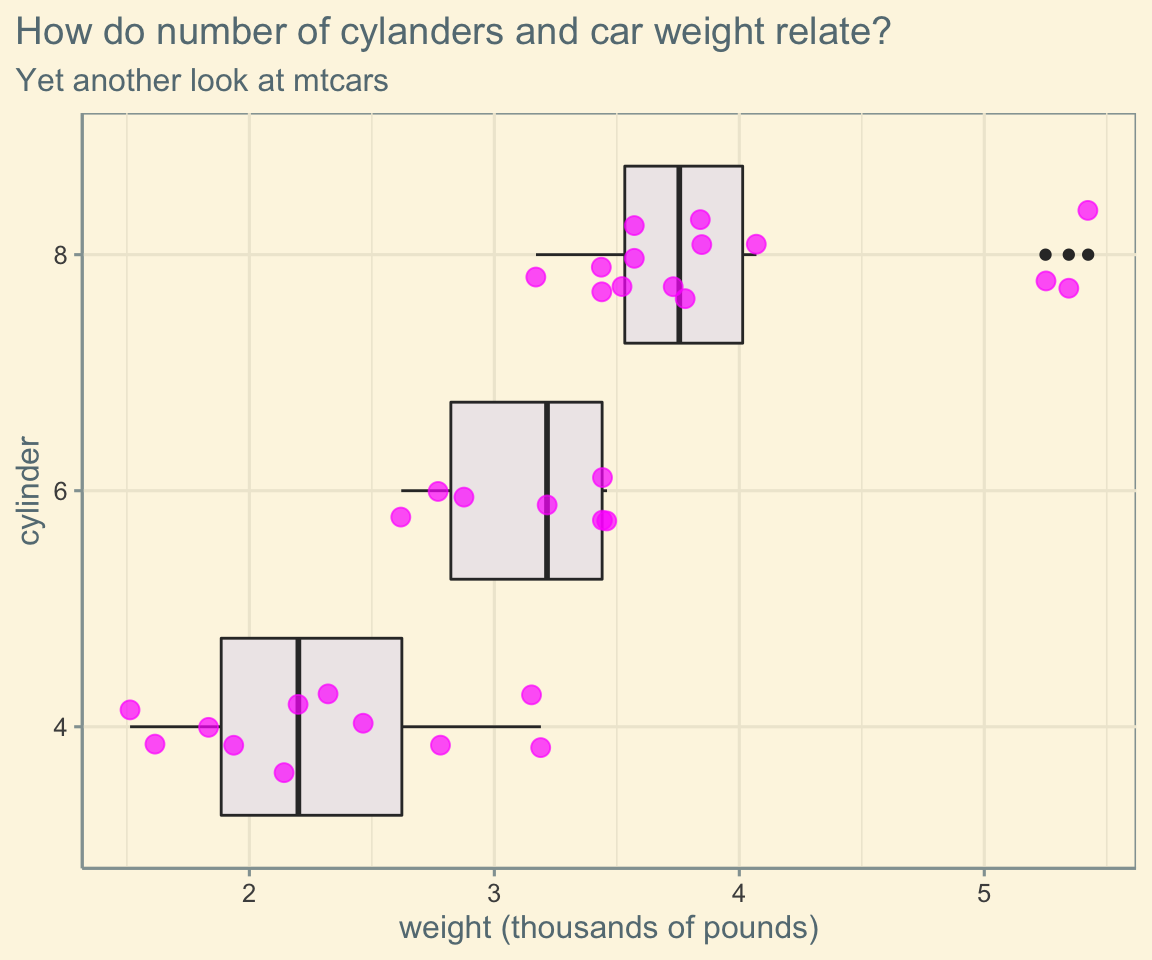 How do number of cylanders and car weight relate?
Yet another look at mtcars
8
6
4
cylinder
2 3 4 5
weight (thousands of pounds)